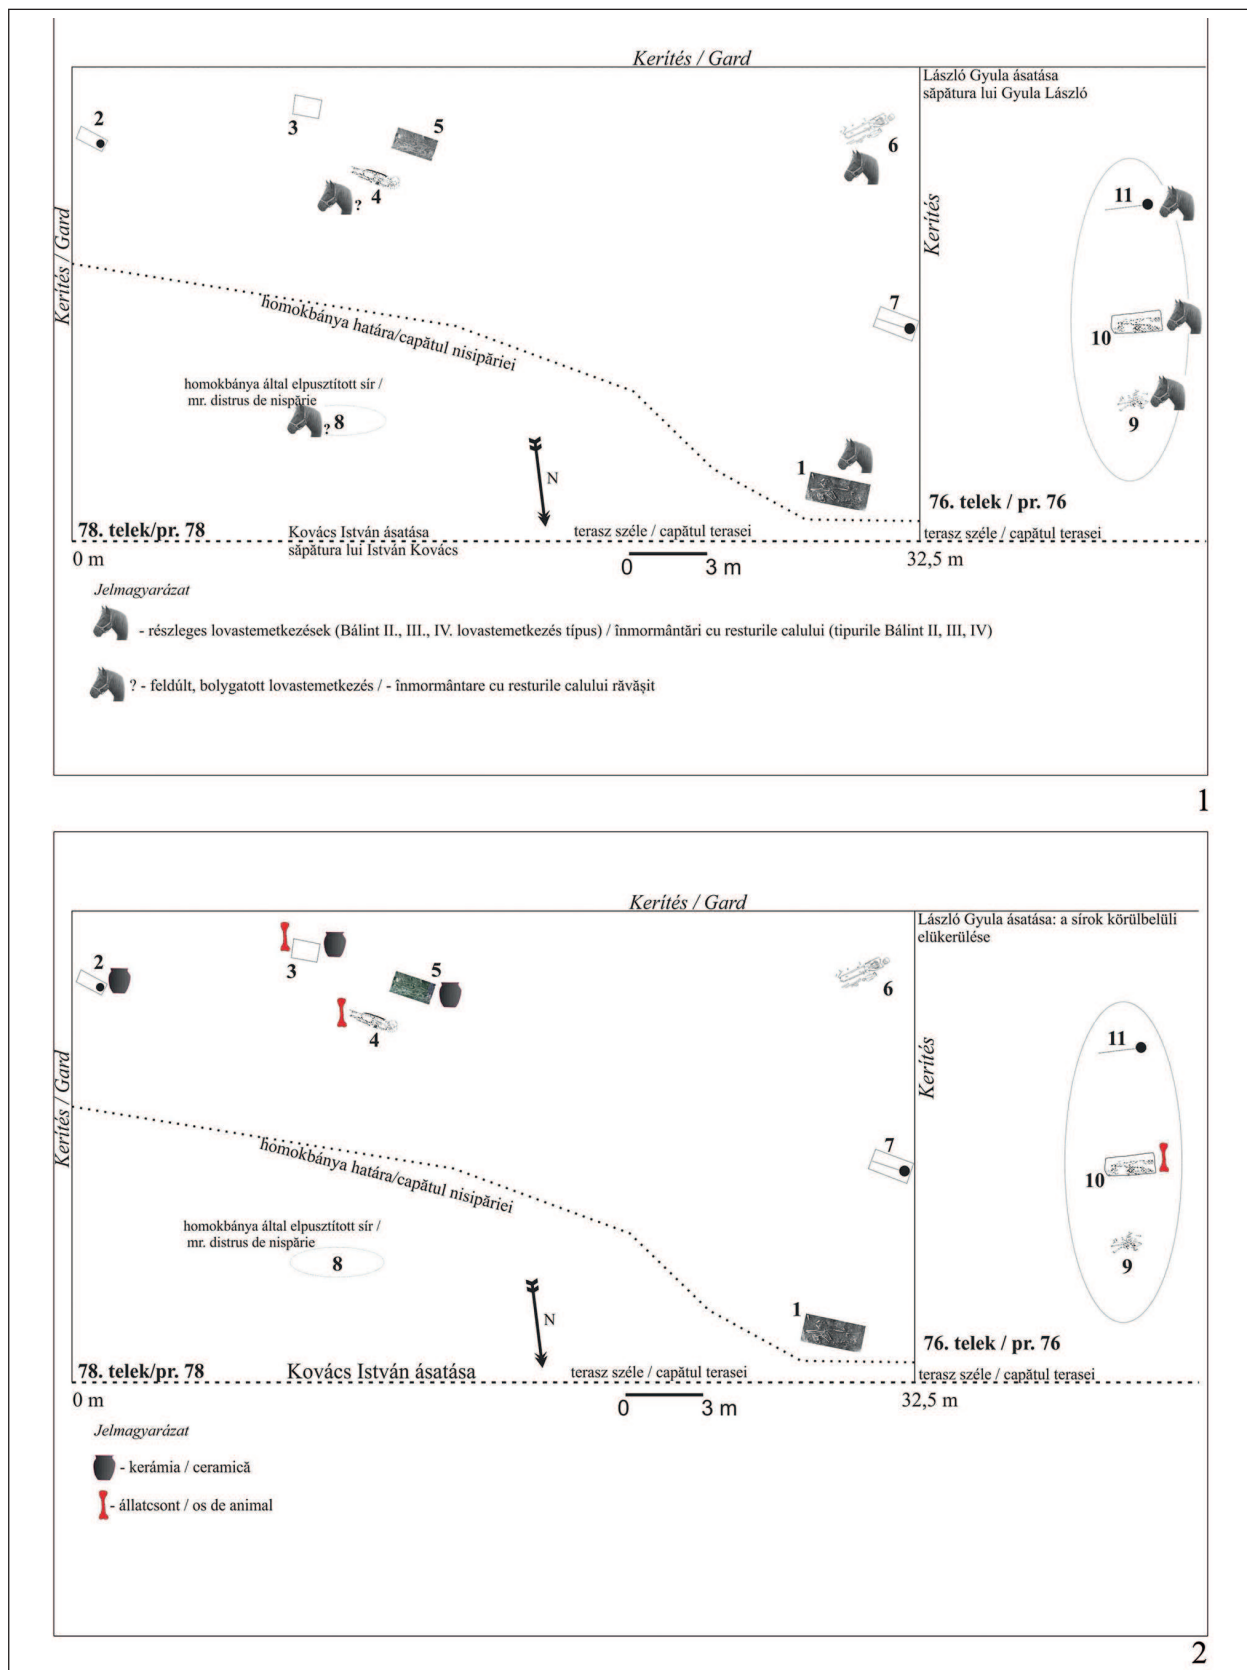 Kerítés / Gard
László Gyula ásatása
săpătura lui Gyula László
2
3
5
6
4
?
11
Kerítés / Gard
Kerítés
7
10
homokbánya határa/capătul nisipăriei
homokbánya által elpusztított sír /
mr. distrus de nispărie
?
8
9
N
1
76. telek / pr. 76
78. telek/pr. 78
Kovács István ásatása
săpătura lui István Kovács
terasz széle / capătul terasei
terasz széle / capătul terasei
0 m
0
3 m
32,5 m
Jelmagyarázat
- részleges lovastemetkezések (Bálint II., III., IV. lovastemetkezés típus) / înmormântări cu resturile calului (tipurile Bálint II, III, IV)
? - feldúlt, bolygatott lovastemetkezés / - înmormântare cu resturile calului răvășit
1
Kerítés / Gard
László Gyula ásatása: a sírok körülbelüli
elükerülése
2
3
5
6
4
11
Kerítés / Gard
Kerítés
7
10
homokbánya határa/capătul nisipăriei
homokbánya által elpusztított sír /
mr. distrus de nispărie
8
9
N
1
76. telek / pr. 76
78. telek/pr. 78
Kovács István ásatása
terasz széle / capătul terasei
terasz széle / capătul terasei
0 m
0
3 m
32,5 m
Jelmagyarázat
- kerámia / ceramică
- állatcsont / os de animal
2